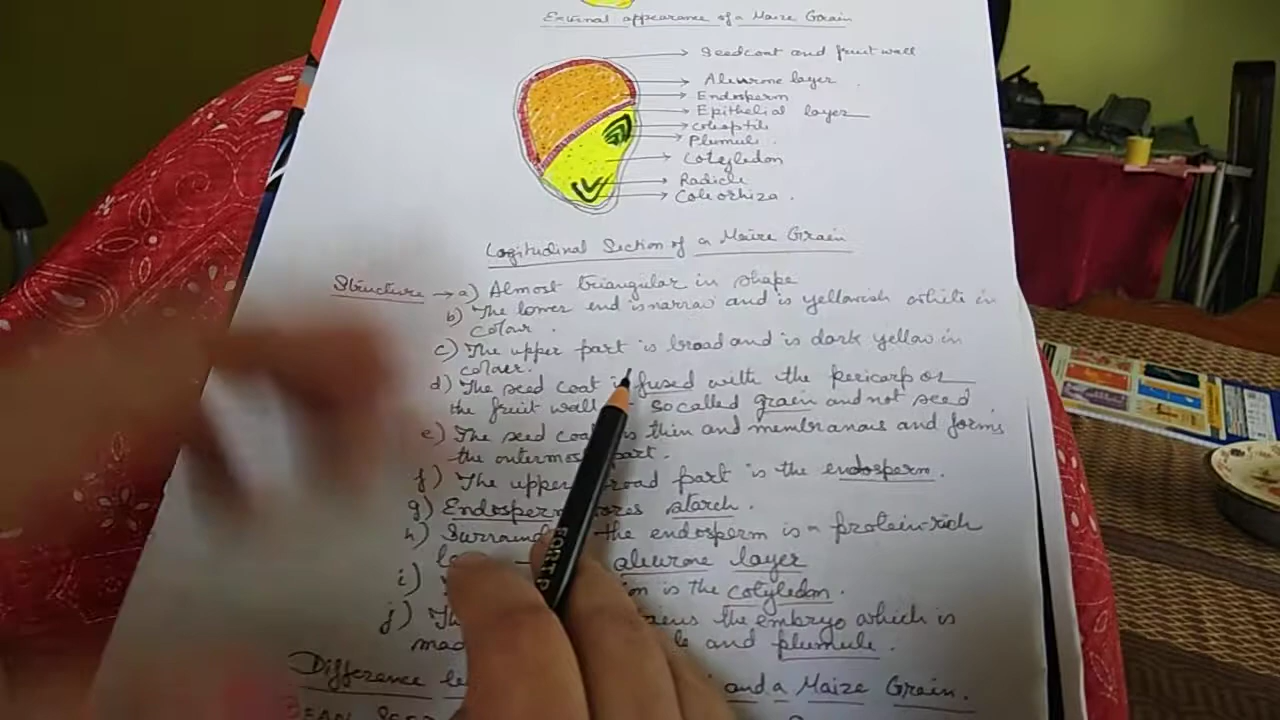 External appearance of a Maize Grain
Seedcoat and fruit wall
Aleurone layer
Endosperm
Epithelial layer
Coleoptile
Plumule
Cotyledon
Radicle
Coleorhiza.
Logitudinal Section of a Maize Grain
Structure → a) Almost triangular in shape
b) The lower end is narrow and is yellowish white in
colour.
c) The upper part is broad and is dark yellow in
colour.
d) The seed coat is fused with the pericarp or
the fruit wall so called grain and not seed
e) The seed coat is thin and membranous and forms
the outermost part.
f) The upper broad part is the endosperm.
g) Endosperm stores starch.
h) the endosperm is a protein rich
aleurone layer
i) is the cotyledon.
j) the embryo which is
and plumule.
Difference and a Maize Grain.
BEAN